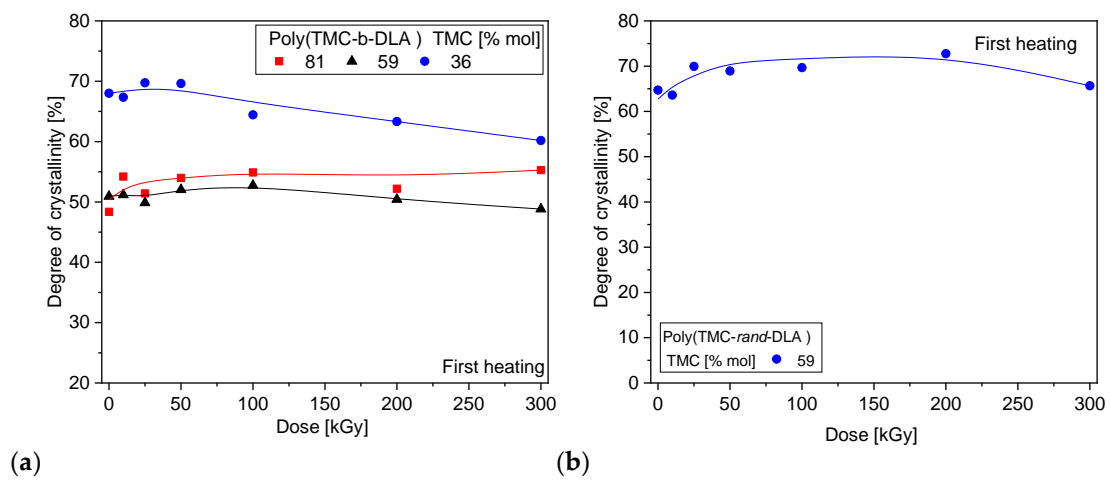 80
70
60
50
40
30
20
Degree of crystallinity [%]
Poly(TMC-b-DLA ) TMC [% mol]
81 59 36
First heating
0 50 100 150 200 250 300
Dose [kGy]
(a)
80
70
60
50
40
30
20
10
0
Degree of crystallinity [%]
First heating
Poly(TMC-rand-DLA )
TMC [% mol] 59
0 50 100 150 200 250 300
Dose [kGy]
(b)